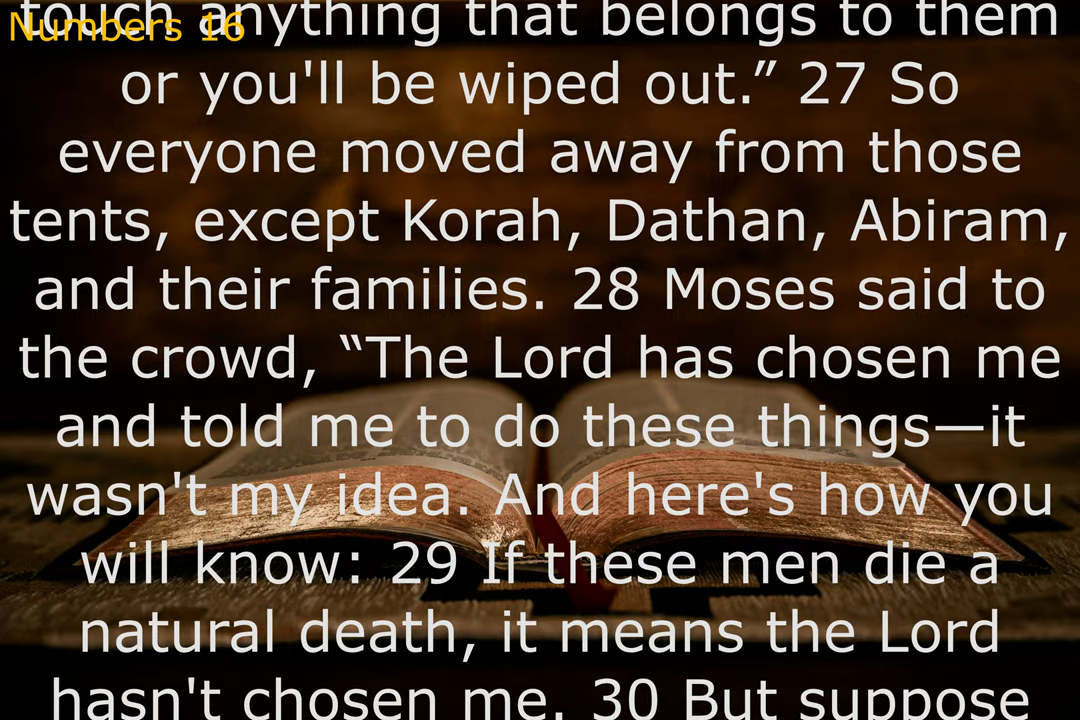 touch anything that belongs to them
Numbers 16
or you'll be wiped out.” 27 So
everyone moved away from those
tents, except Korah, Dathan, Abiram,
and their families. 28 Moses said to
the crowd, “The Lord has chosen me
and told me to do these things—it
wasn't my idea. And here's how you
will know: 29 If these men die a
natural death, it means the Lord
hasn't chosen me. 30 But suppose